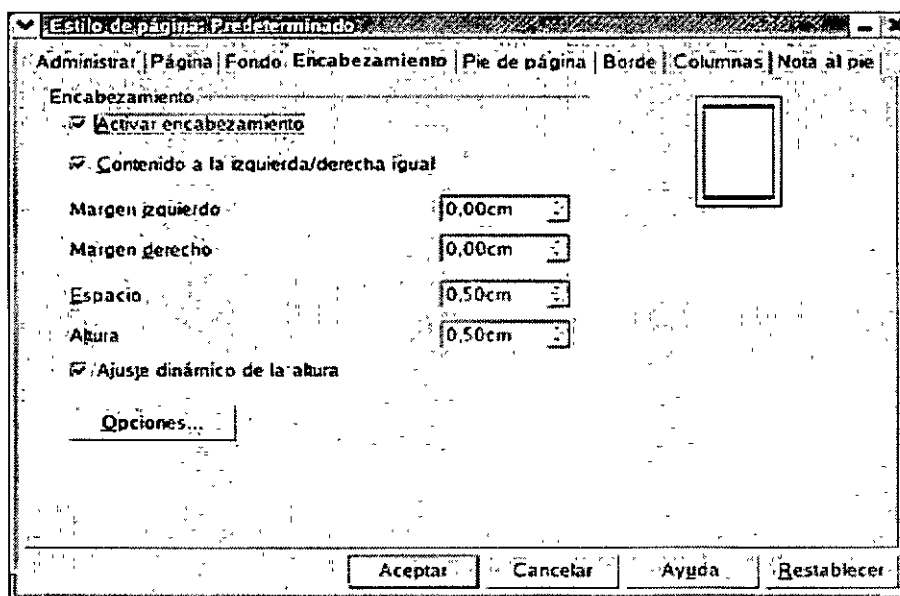 Estilo de página: Predeterminado
Administrar Página Fondo Encabezamiento Pie de página Borde Columnas Nota al pie
Encabezamiento
Activar encabezamiento
Contenido a la izquierda/derecha igual
Margen izquierdo 0,00cm
Margen derecho 0,00cm
Espacio 0,50cm
Altura 0,50cm
Ajuste dinámico de la altura
Opciones...
Aceptar Cancelar Ayuda Restablecer